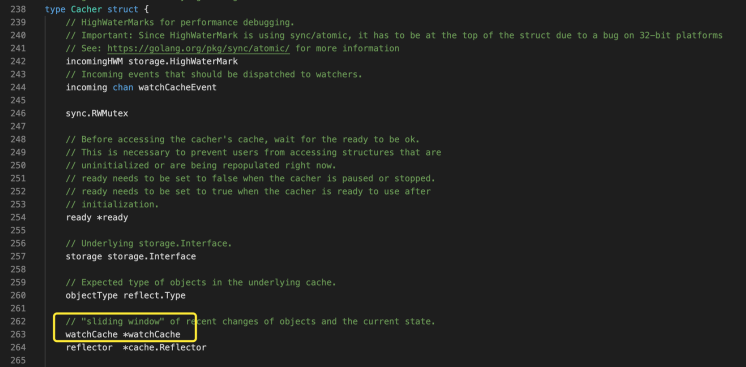 238 type Cacher struct {
239 // HighWaterMarks for performance debugging.
240 // Important: Since HighWaterMark is using sync/atomic, it has to be at the top of the struct due to a bug on 32-bit platforms
241 // See: https://golang.org/pkg/sync/atomic/ for more information
242 incomingHWM storage.HighWaterMark
243 // Incoming events that should be dispatched to watchers.
244 incoming chan watchCacheEvent
245
246 sync.RWMutex
247
248 // Before accessing the cacher's cache, wait for the ready to be ok.
249 // This is necessary to prevent users from accessing structures that are
250 // uninitialized or are being repopulated right now.
251 // ready needs to be set to false when the cacher is paused or stopped.
252 // ready needs to be set to true when the cacher is ready to use after
253 // initialization.
254 ready *ready
255
256 // Underlying storage.Interface.
257 storage storage.Interface
258
259 // Expected type of objects in the underlying cache.
260 objectType reflect.Type
261
262 // "sliding window" of recent changes of objects and the current state.
263 watchCache *watchCache
264 reflector *cache.Reflector
265